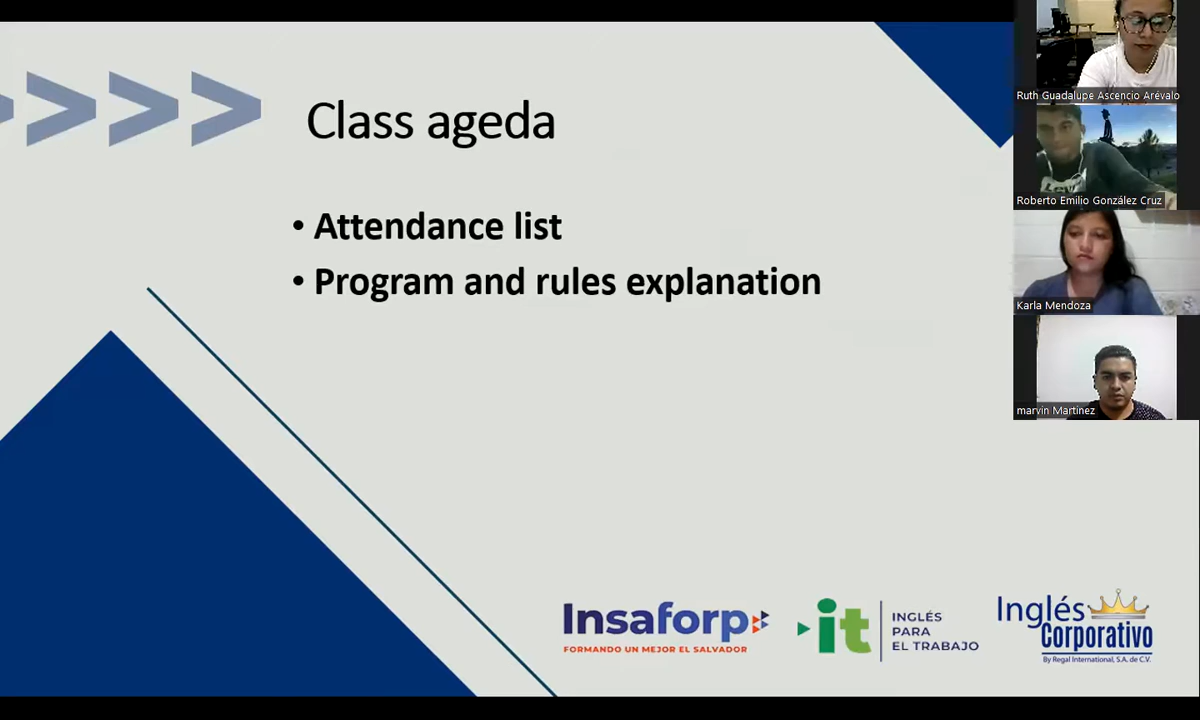 Class ageda
• Attendance list
• Program and rules explanation
Ruth Guadalupe Ascencio Arévalo
Roberto Emilio González Cruz
Karla Mendoza
marvin Martinez
Insaforp
FORMANDO UN MEJOR EL SALVADOR
it
INGLÉS
PARA
EL TRABAJO
Inglés
Corporativo
By Regal International, S.A. de C.V.